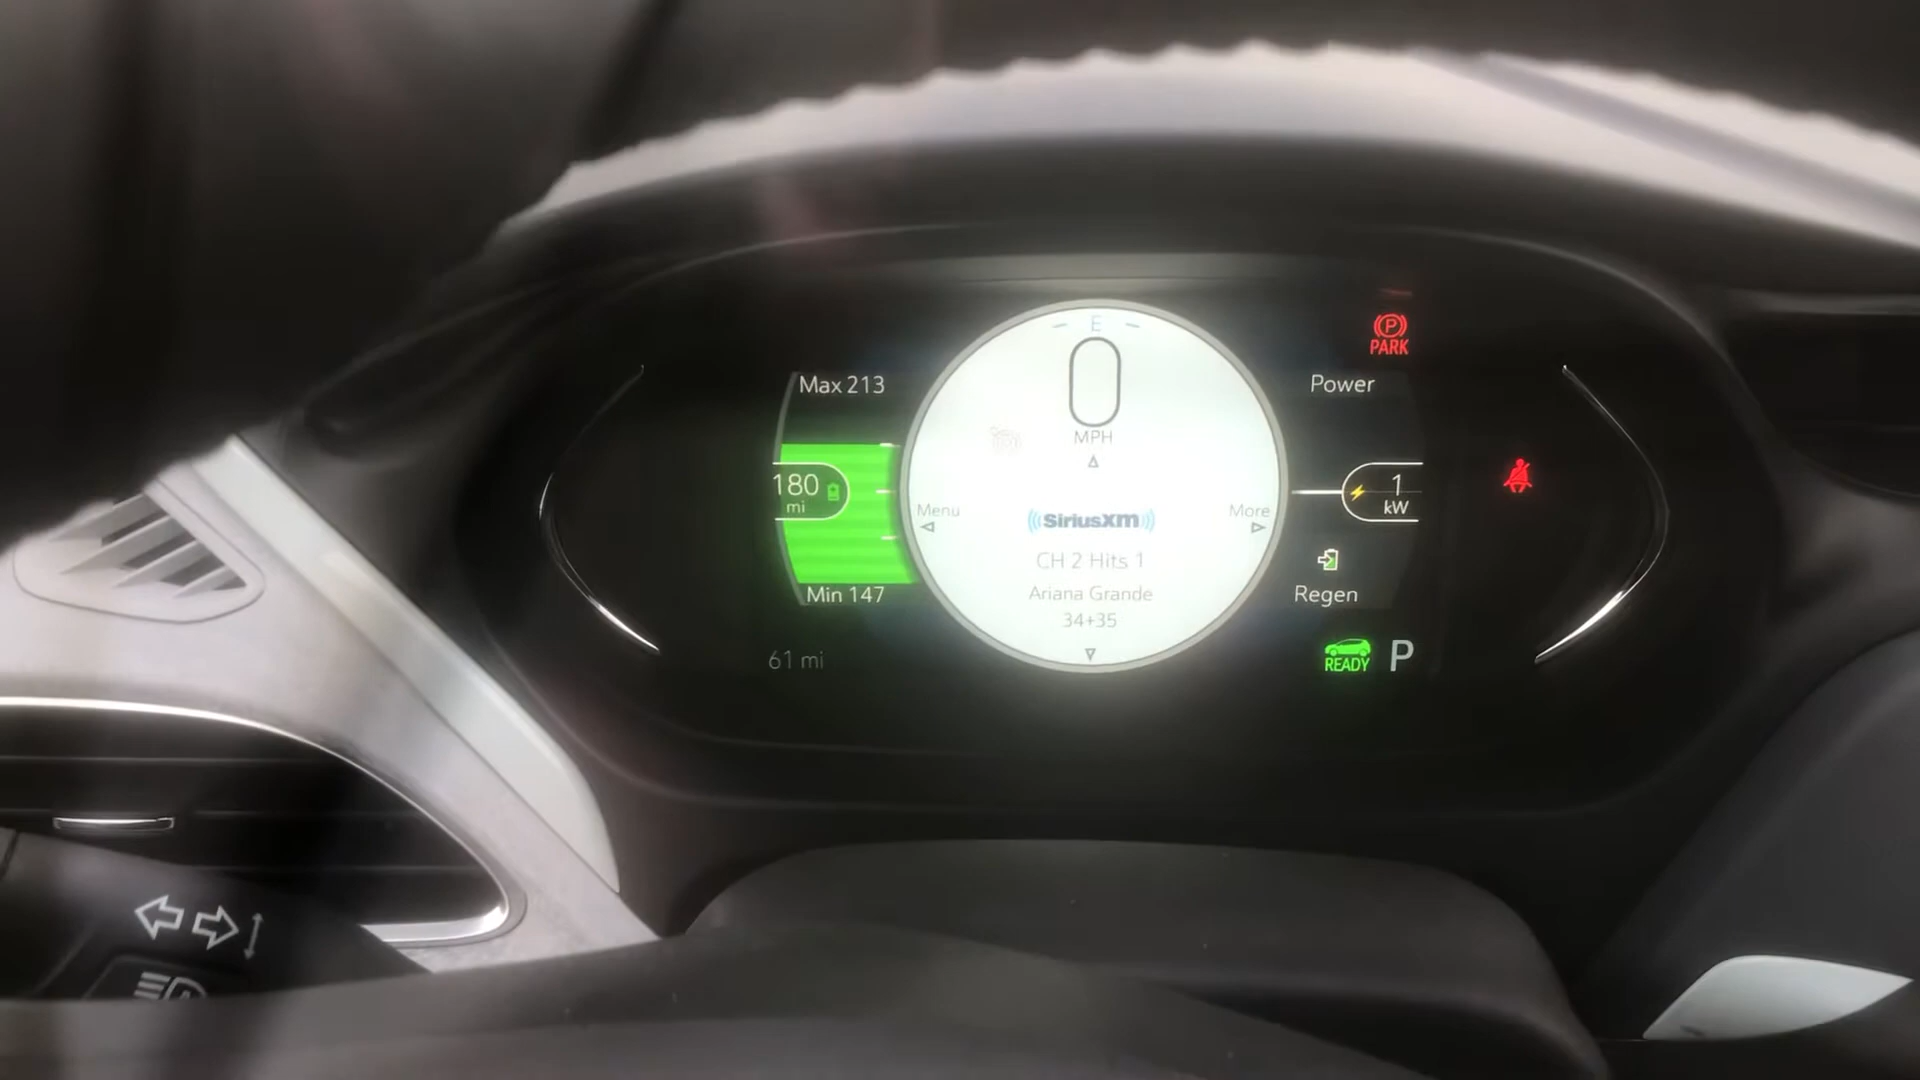 E
PARK
Max 213
0
Power
MPH
180
mi
1
kW
Menu
More
SiriusXM
CH 2 Hits 1
Ariana Grande
34+35
Min 147
Regen
61 mi
READY
P